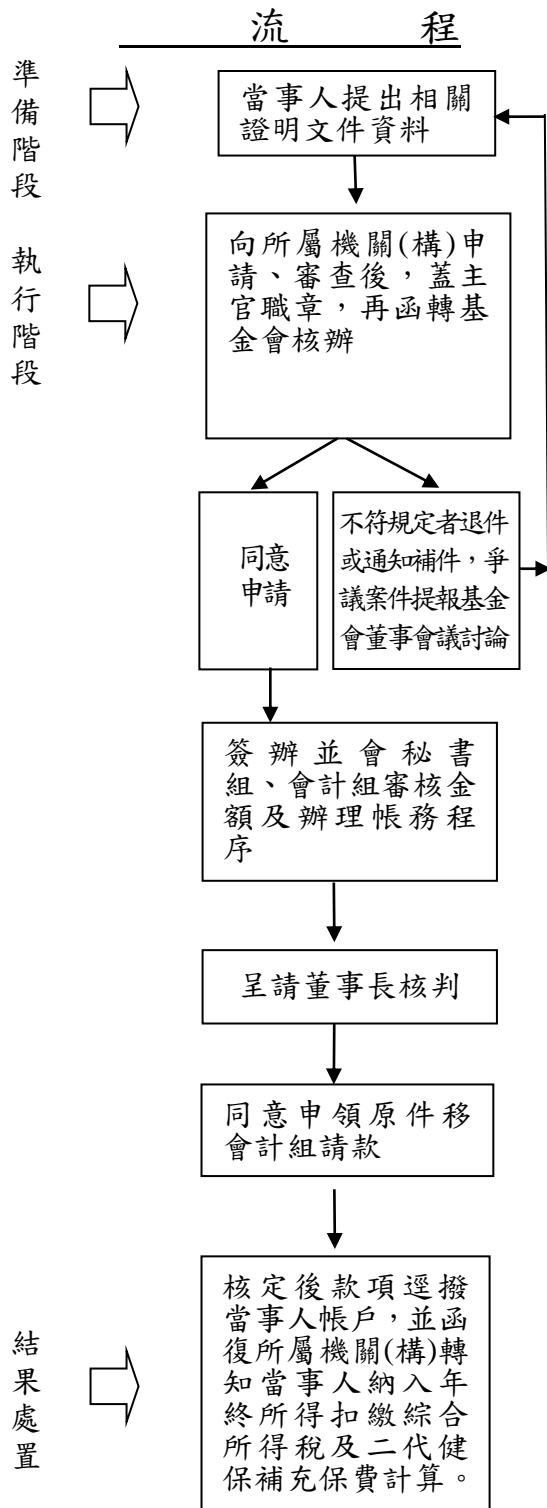 流 程
準備階段
當事人提出相關
證明文件資料
執行階段
向所屬機關(構)申
請、審查後，蓋主
官職章，再函轉基
金會核辦
同意
申請
不符規定者退件
或通知補件，爭
議案件提報基金
會董事會議討論
簽辦並會秘書
組、會計組審核金
額及辦理帳務程
序
呈請董事長核判
同意申領原件移
會計組請款
結果處置
核定後款項逕撥
當事人帳戶，並函
復所屬機關(構)轉
知當事人納入年
終所得扣繳綜合
所得稅及二代健
保補充保費計算。